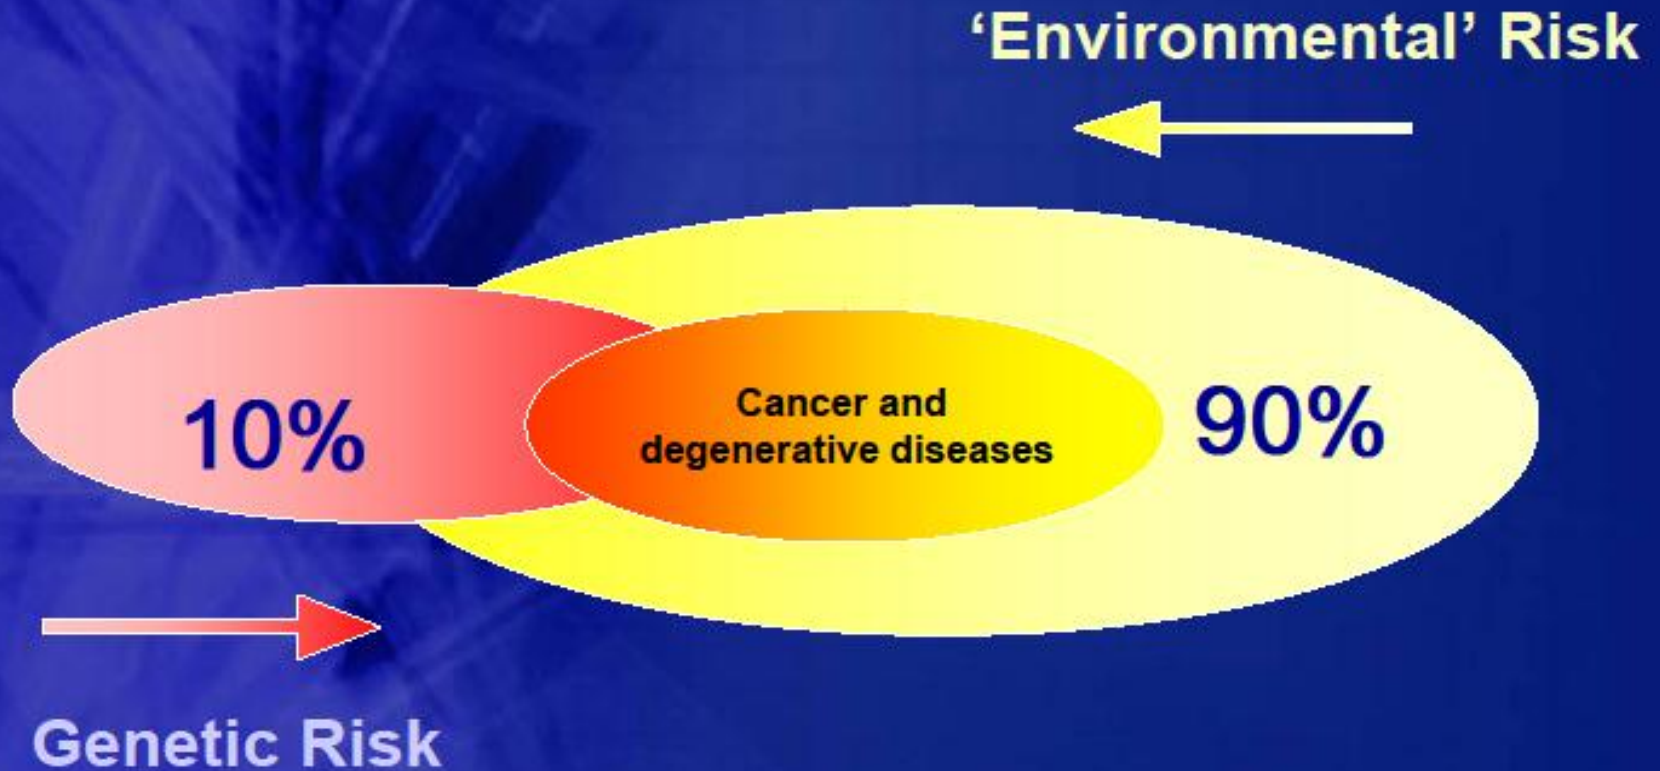 ‘Environmental’ Risk
10%
Cancer and
degenerative diseases
90%
Genetic Risk